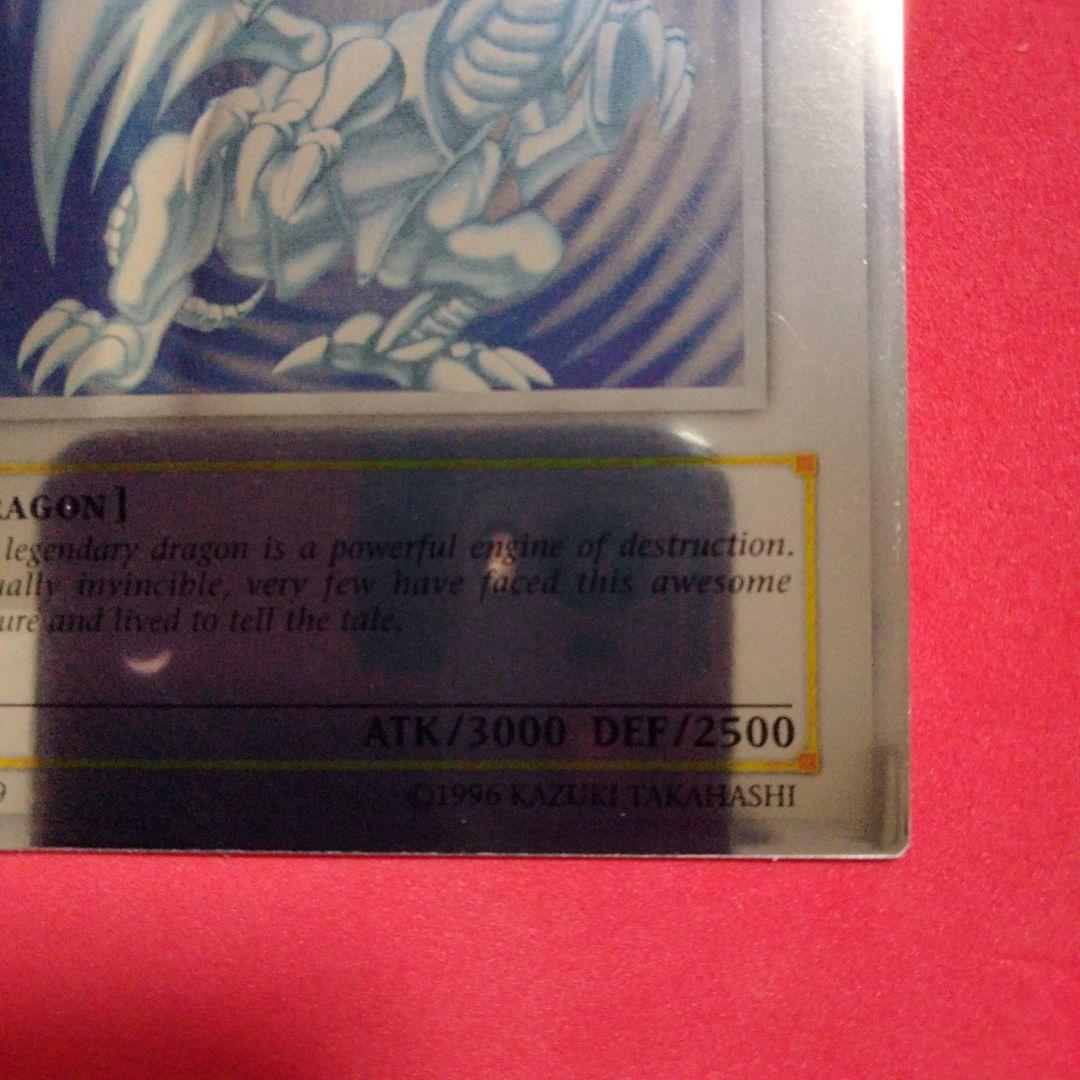 RAGON]
legendary dragon is a powerful engine of destruction.
ually invincible, very few have faced this awesome
ure and lived to tell the tale.
ATK/3000 DEF/2500
9
©1996 KAZUKI TAKAHASHI